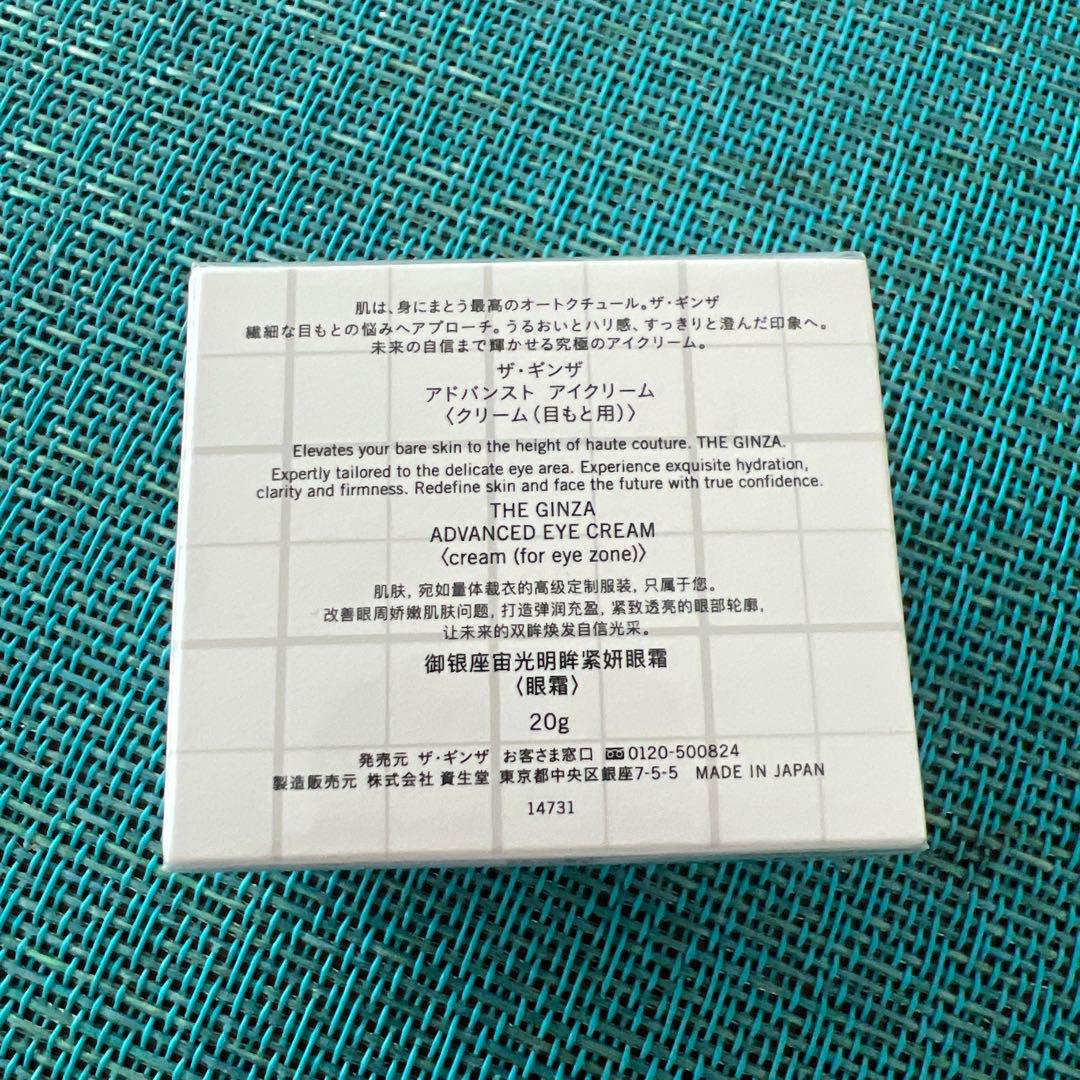 肌は、身にまとう最高のオートクチュール。ザ・ギンザ
繊細な目もとの悩みへアプローチ。うるおいとハリ感、すっきりと澄んだ印象へ。
未来の自信まで輝かせる究極のアイクリーム。
ザ・ギンザ
アドバンスト アイクリーム
〈クリーム(目もと用)〉
Elevates your bare skin to the height of haute couture. THE GINZA.
Expertly tailored to the delicate eye area. Experience exquisite hydration,
clarity and firmness. Redefine skin and face the future with true confidence.
THE GINZA
ADVANCED EYE CREAM
〈cream (for eye zone)〉
肌肤，宛如量体裁衣的高级定制服装，只属于您。
改善眼周娇嫩肌肤问题，打造弹润充盈，紧致透亮的眼部轮廓，
让未来的双眸焕发自信光采。
御银座宙光明眸紧妍眼霜
〈眼霜〉
20g
発売元 ザ・ギンザ お客さま窓口 0120-500824
製造販売元 株式会社 資生堂 東京都中央区銀座7-5-5 MADE IN JAPAN
14731